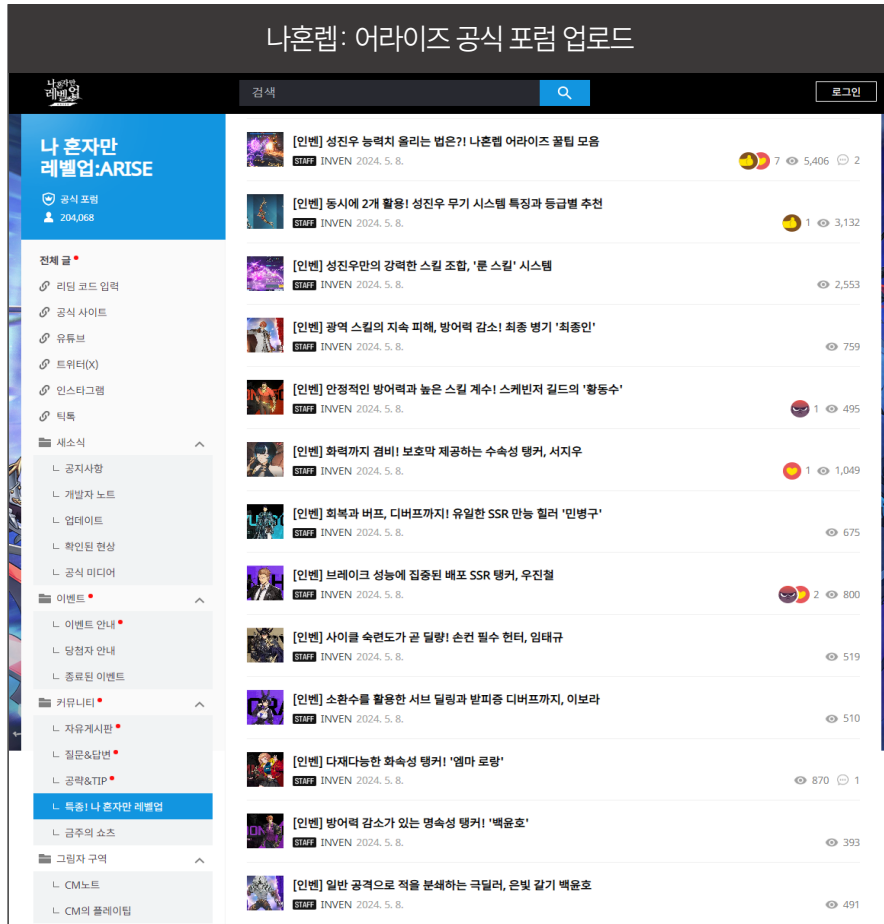 나혼렙: 어라이즈 공식 포럼 업로드
나 혼자만
레벨업
검색
로그인
나 혼자만
레벨업:ARISE
공식 포럼
204,068
전체 글
리딤 코드 입력
공식 사이트
유튜브
트위터(X)
인스타그램
틱톡
새소식
ㄴ 공지사항
ㄴ 개발자 노트
ㄴ 업데이트
ㄴ 확인된 현상
ㄴ 공식 미디어
이벤트
ㄴ 이벤트 안내
ㄴ 당첨자 안내
ㄴ 종료된 이벤트
커뮤니티
ㄴ 자유게시판
ㄴ 질문&답변
ㄴ 공략&TIP
ㄴ 특종! 나 혼자만 레벨업
ㄴ 금주의 쇼츠
그림자 구역
ㄴ CM노트
ㄴ CM의 플레이팁
[인벤] 성진우 능력치 올리는 법은?! 나혼렙 어라이즈 꿀팁 모음
STAFF INVEN 2024. 5. 8. 7 5,406 2
[인벤] 동시에 2개 활용! 성진우 무기 시스템 특징과 등급별 추천
STAFF INVEN 2024. 5. 8. 1 3,132
[인벤] 성진우만의 강력한 스킬 조합, '룬 스킬' 시스템
STAFF INVEN 2024. 5. 8. 2,553
[인벤] 광역 스킬의 지속 피해, 방어력 감소! 최종 병기 '최종인'
STAFF INVEN 2024. 5. 8. 759
[인벤] 안정적인 방어력과 높은 스킬 계수! 스케빈저 길드의 '황동수'
STAFF INVEN 2024. 5. 8. 1 495
[인벤] 화력까지 겸비! 보호막 제공하는 수속성 탱커, 서지우
STAFF INVEN 2024. 5. 8. 1 1,049
[인벤] 회복과 버프, 디버프까지! 유일한 SSR 만능 힐러 '민병구'
STAFF INVEN 2024. 5. 8. 675
[인벤] 브레이크 성능에 집중된 배포 SSR 탱커, 우진철
STAFF INVEN 2024. 5. 8. 2 800
[인벤] 사이클 숙련도가 곧 딜량! 손컨 필수 헌터, 임태규
STAFF INVEN 2024. 5. 8. 519
[인벤] 소환수를 활용한 서브 딜링과 받피증 디버프까지, 이보라
STAFF INVEN 2024. 5. 8. 510
[인벤] 다재다능한 화속성 탱커! '엠마 로랑'
STAFF INVEN 2024. 5. 8. 870 1
[인벤] 방어력 감소가 있는 명속성 탱커! '백윤호'
STAFF INVEN 2024. 5. 8. 393
[인벤] 일반 공격으로 적을 분쇄하는 극딜러, 은빛 갈기 백윤호
STAFF INVEN 2024. 5. 8. 491